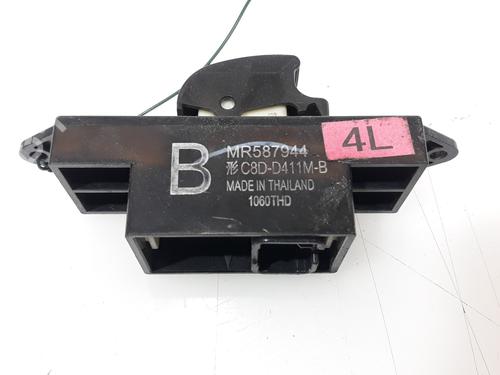 B
MR587944
C8D-D411M-B
MADE IN THAILAND
1060THD
4L